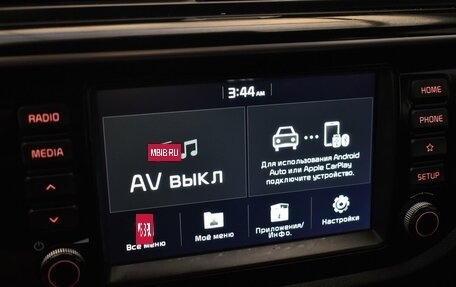 3:44 AM
RADIO
MEDIA
HOME
PHONE
SETUP
MBIB.RU
AV выкл
Для использования Android
Auto или Apple CarPlay
подключите устройство.
Все меню
Моё меню
Приложения/
Инфо.
Настройки